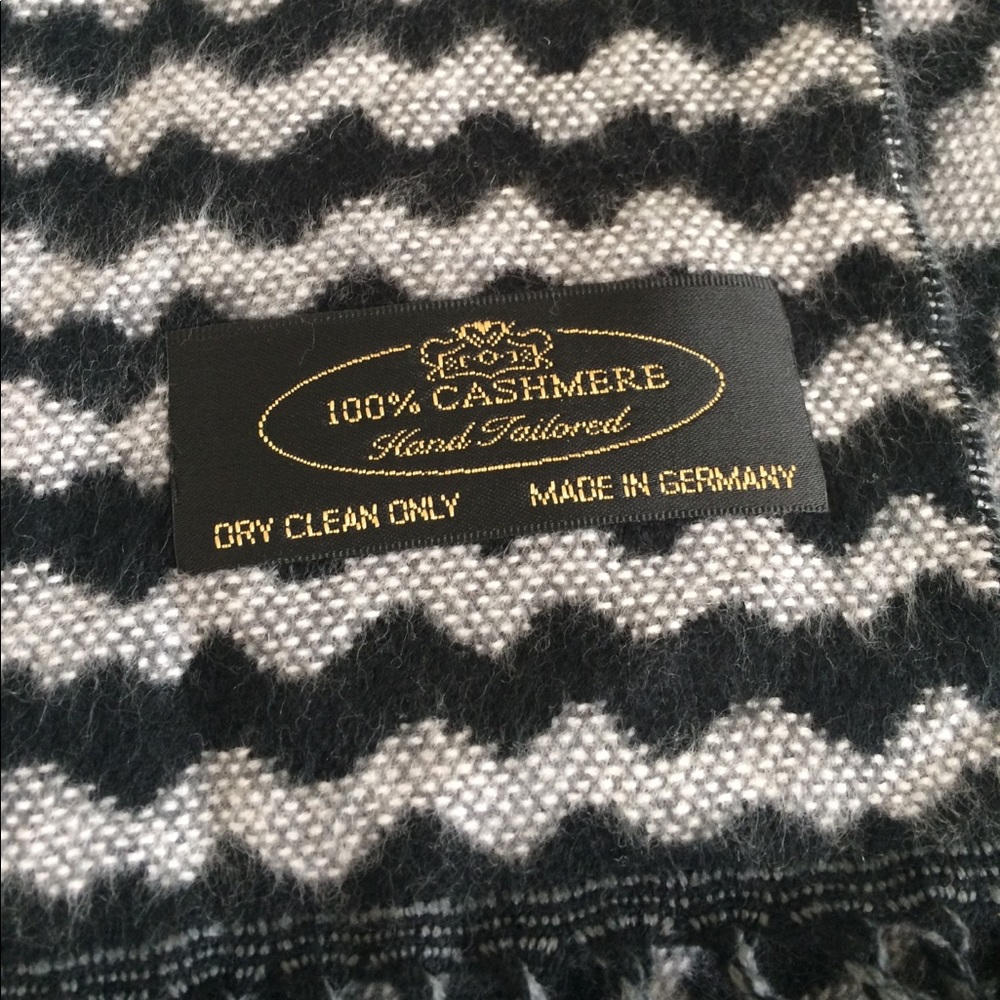 100% CASHMERE
Hand Tailored
DRY CLEAN ONLY
MADE IN GERMANY